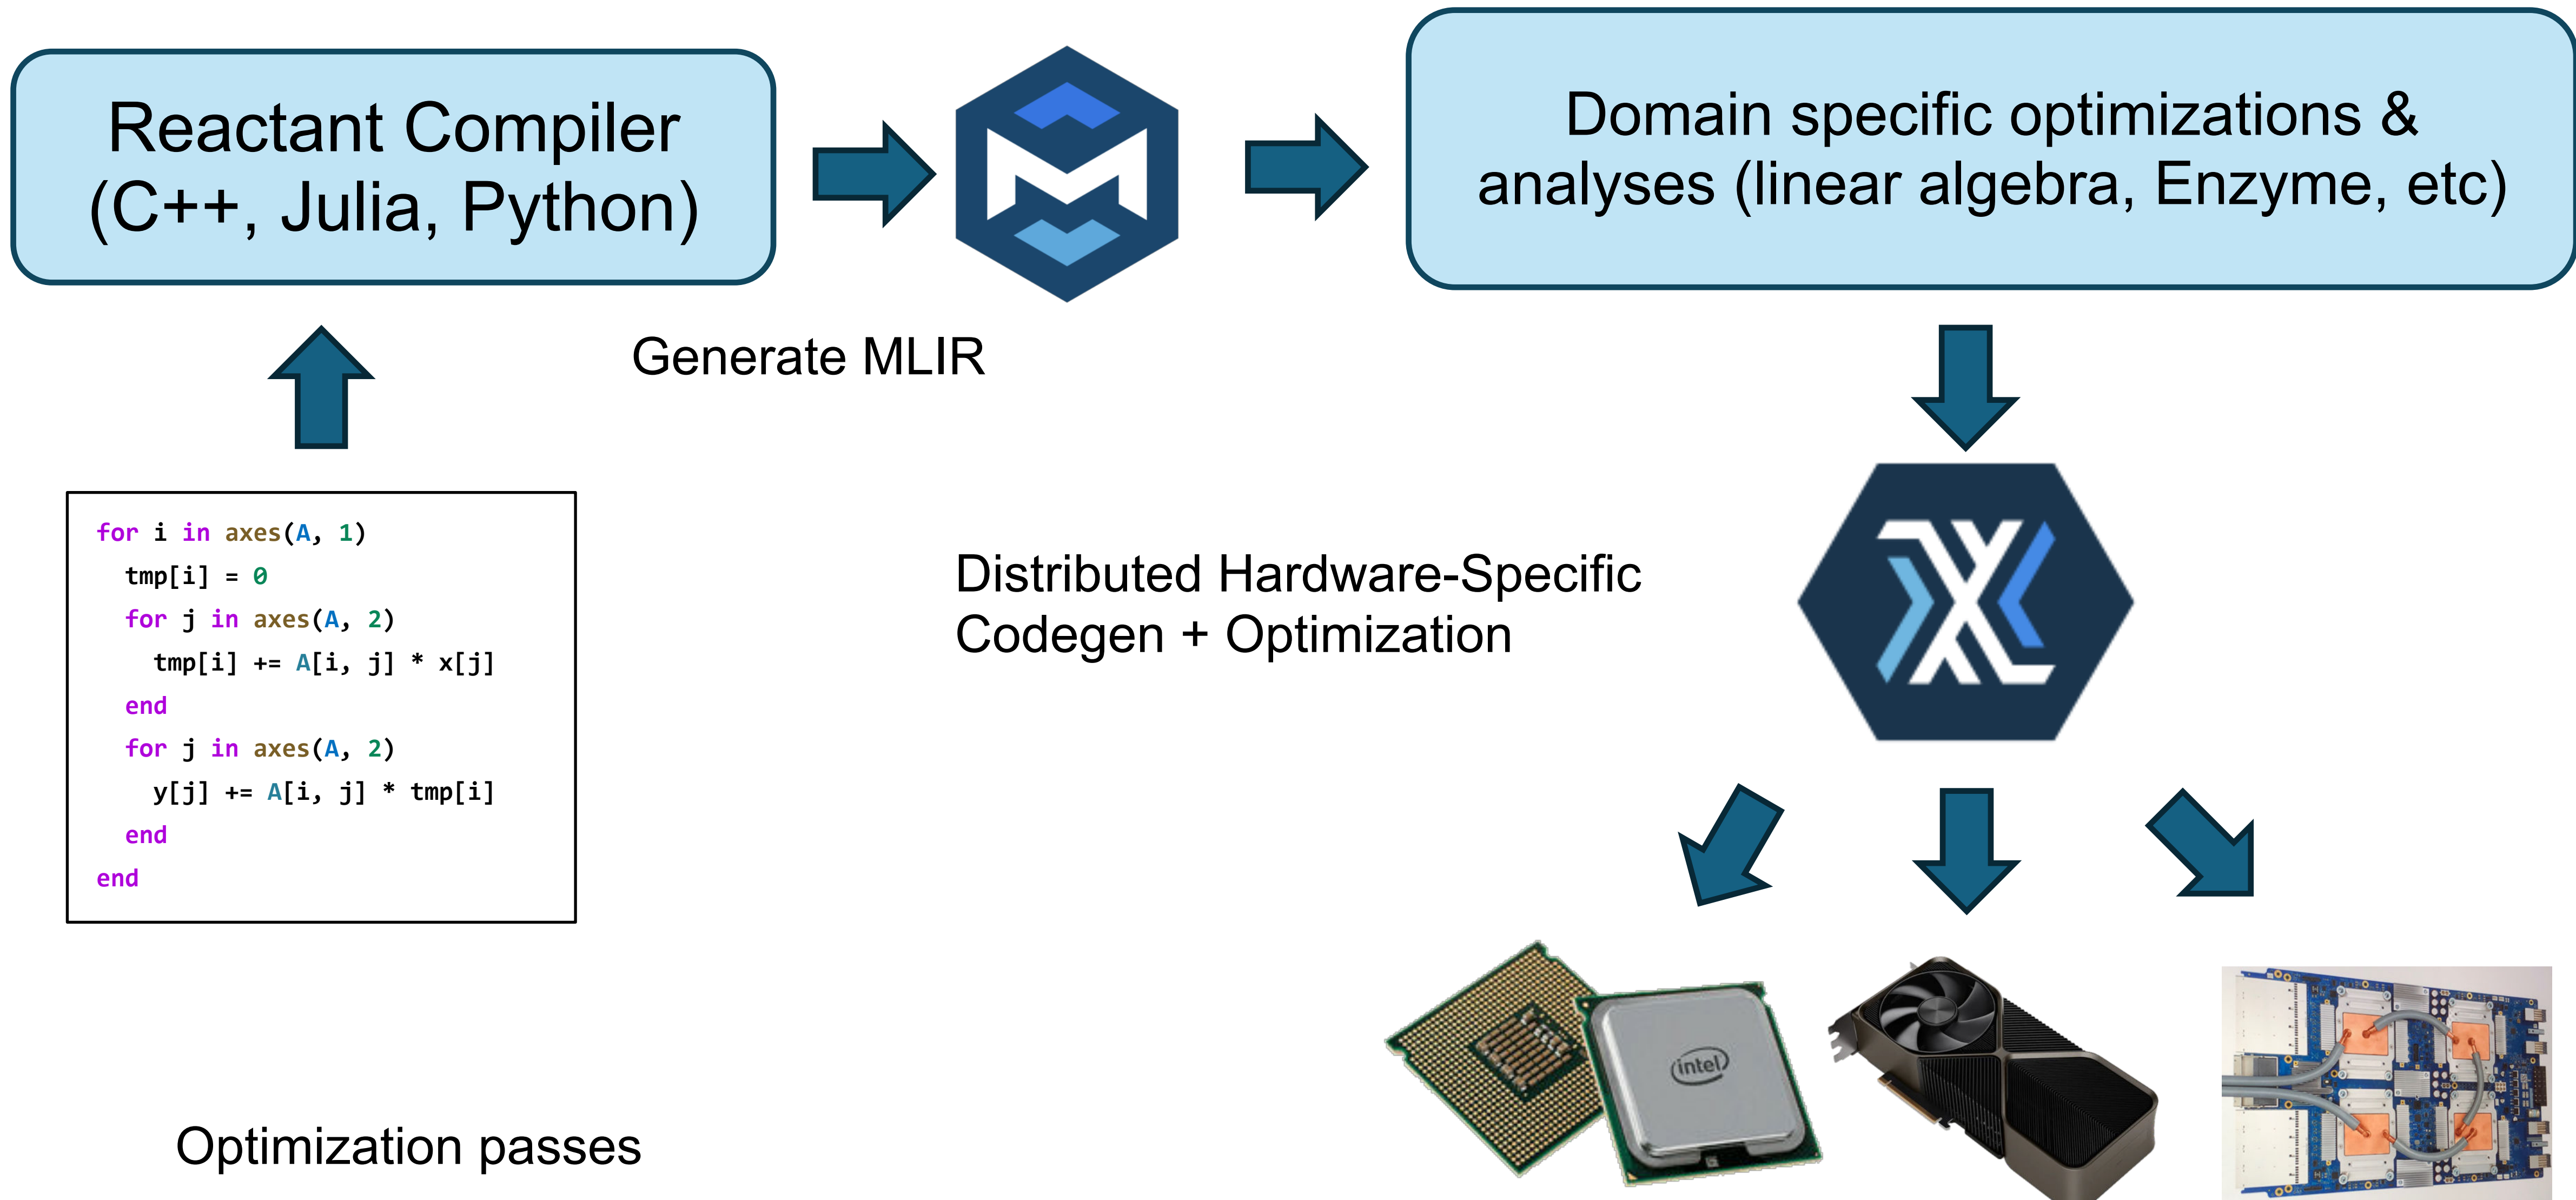 Reactant Compiler
(C++, Julia, Python)
Domain specific optimizations &
analyses (linear algebra, Enzyme, etc)
Generate MLIR
for i in axes(A, 1)
  tmp[i] = 0
  for j in axes(A, 2)
    tmp[i] += A[i, j] * x[j]
  end
  for j in axes(A, 2)
    y[j] += A[i, j] * tmp[i]
  end
end
Distributed Hardware-Specific
Codegen + Optimization
intel
Optimization passes